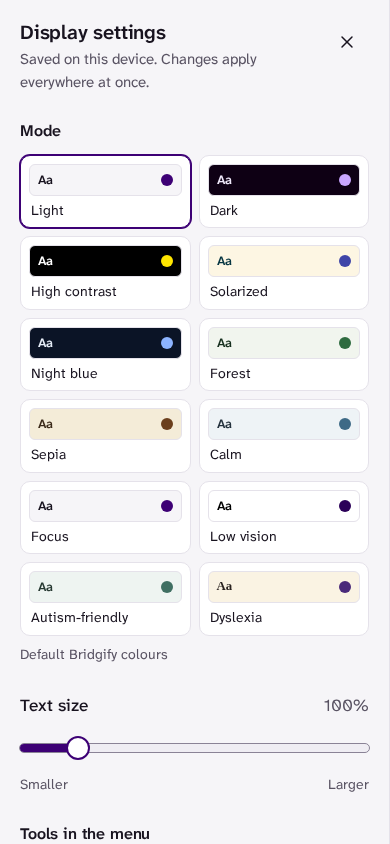 Display settings
Saved on this device. Changes apply
everywhere at once.
Mode
Aa
Light
Aa
Dark
Aa
High contrast
Aa
Solarized
Aa
Night blue
Aa
Forest
Aa
Sepia
Aa
Calm
Aa
Focus
Aa
Low vision
Aa
Autism-friendly
Aa
Dyslexia
Default Bridgify colours
Text size 100%
Smaller Larger
Tools in the menu